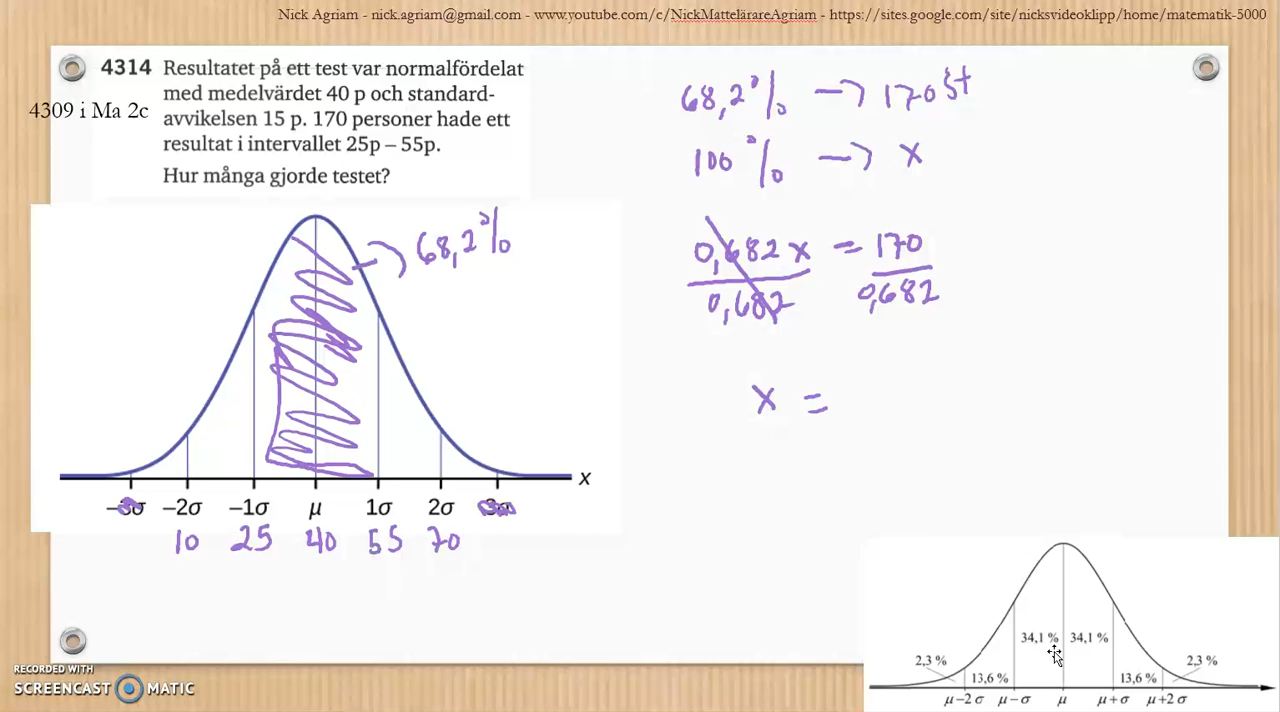 Nick Agriam - nick.agriam@gmail.com - www.youtube.com/c/NickMattelärareAgriam - https://sites.google.com/site/nicksvideoklipp/home/matematik-5000
4314 Resultatet på ett test var normalfördelat
med medelvärdet 40 p och standard-
avvikelsen 15 p. 170 personer hade ett
resultat i intervallet 25p – 55p.
Hur många gjorde testet?
4309 i Ma 2c
68,2% → 170 st
100% → x
68,2%
0,682x = 170
0,682 0,682
x =
x
-2σ -1σ μ 1σ 2σ
10 25 40 55 70
34,1 % 34,1 %
2,3 % 2,3 %
13,6 % 13,6 %
μ−2σ μ−σ μ μ+σ μ+2σ
RECORDED WITH
SCREENCAST MATIC